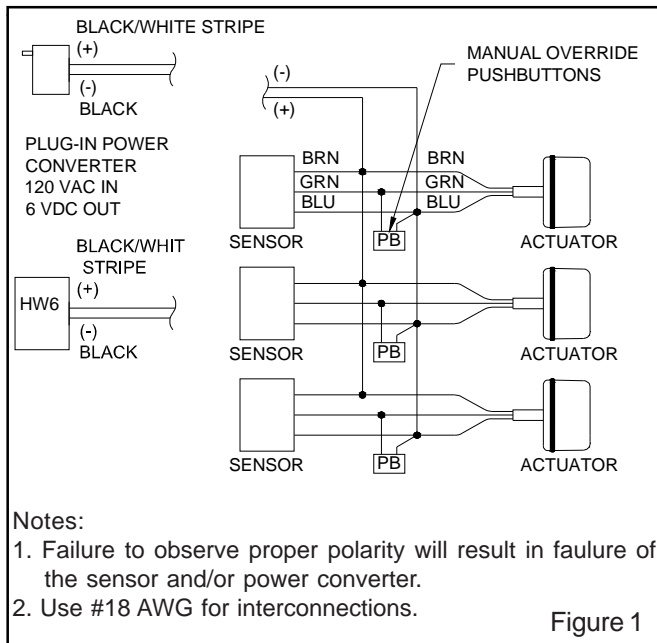 BLACK/WHITE STRIPE
(+)
(-)
BLACK
PLUG-IN POWER
CONVERTER
120 VAC IN
6 VDC OUT
BLACK/WHIT
STRIPE
(+)
HW6
(-)
BLACK
(-)
(+)
MANUAL OVERRIDE
PUSHBUTTONS
BRN
BRN
GRN
GRN
BLU
BLU
PB
SENSOR
ACTUATOR
PB
SENSOR
ACTUATOR
PB
SENSOR
ACTUATOR
Notes:
1. Failure to observe proper polarity will result in faulure of
the sensor and/or power converter.
2. Use #18 AWG for interconnections.
Figure 1